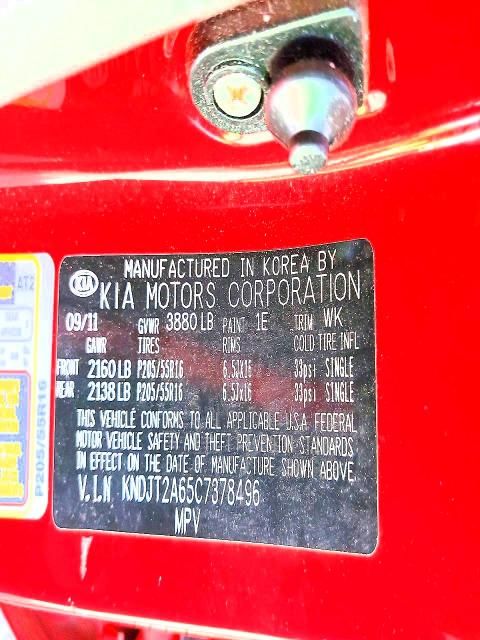 MANUFACTURED IN KOREA BY
KIA KIA MOTORS CORPORATION
09/11 GVWR 3880 LB PAINT 1E TRIM WK
GAWR TIRES RIMS COLD TIRE INFL
FRONT 2160 LB P205/55R16 6.5Jx16 33psi SINGLE
REAR 2138 LB P205/55R16 6.5Jx16 33psi SINGLE
THIS VEHICLE CONFORMS TO ALL APPLICABLE U.S.A FEDERAL
MOTOR VEHICLE SAFETY AND THEFT PREVENTION STANDARDS
IN EFFECT ON THE DATE OF MANUFACTURE SHOWN ABOVE.
V.I.N KNDJT2A65C7378496
MPV
AT2
P205/55R16